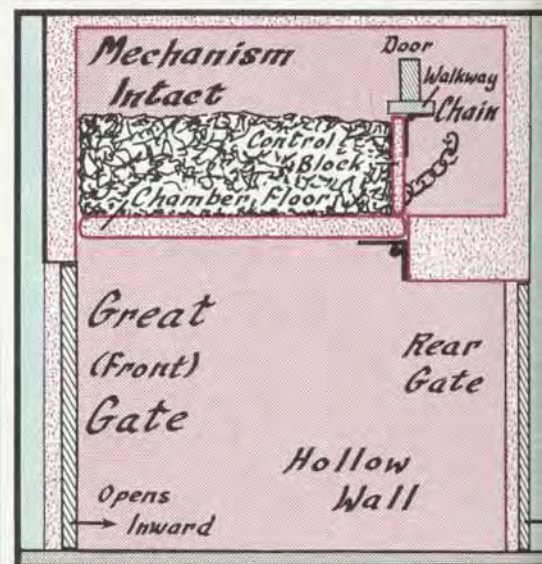 Mechanism
Intact
Door
Walkway
Chain
Control
Block
Chamber Floor
Great
(Front)
Gate
Rear
Gate
Hollow
Wall
Opens
Inward